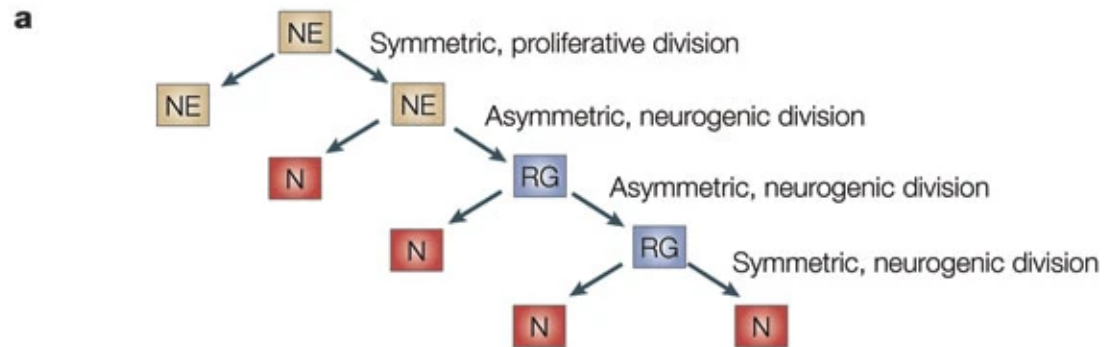 a
NE
Symmetric, proliferative division
NE
NE
Asymmetric, neurogenic division
N
RG
Asymmetric, neurogenic division
N
RG
Symmetric, neurogenic division
N
N